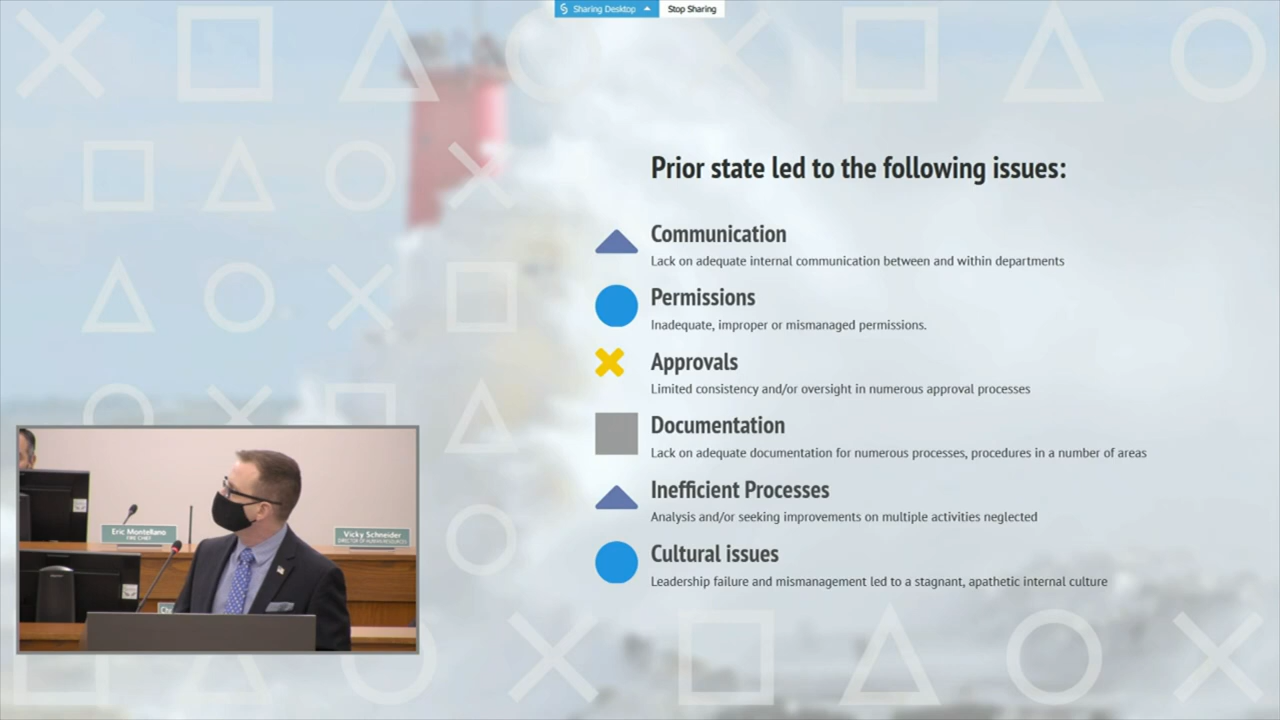 Sharing Desktop
Stop Sharing
Prior state led to the following issues:
Communication
Lack on adequate internal communication between and within departments
Permissions
Inadequate, improper or mismanaged permissions.
Approvals
Limited consistency and/or oversight in numerous approval processes
Documentation
Lack on adequate documentation for numerous processes, procedures in a number of areas
Inefficient Processes
Analysis and/or seeking improvements on multiple activities neglected
Cultural issues
Leadership failure and mismanagement led to a stagnant, apathetic internal culture
Eric Montellano
FIRE CHIEF
Vicky Schneider
DIRECTOR OF HUMAN RESOURCES